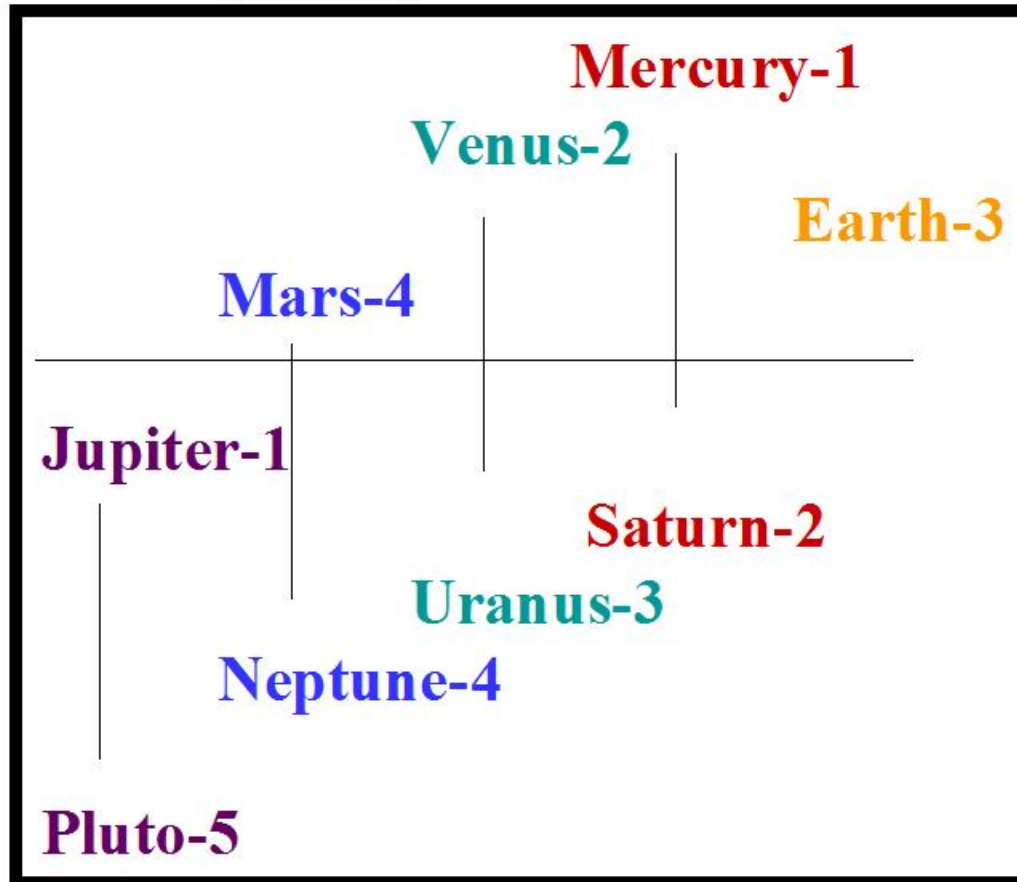 Mercury-1
Venus-2
Earth-3
Mars-4
Jupiter-1
Saturn-2
Uranus-3
Neptune-4
Pluto-5